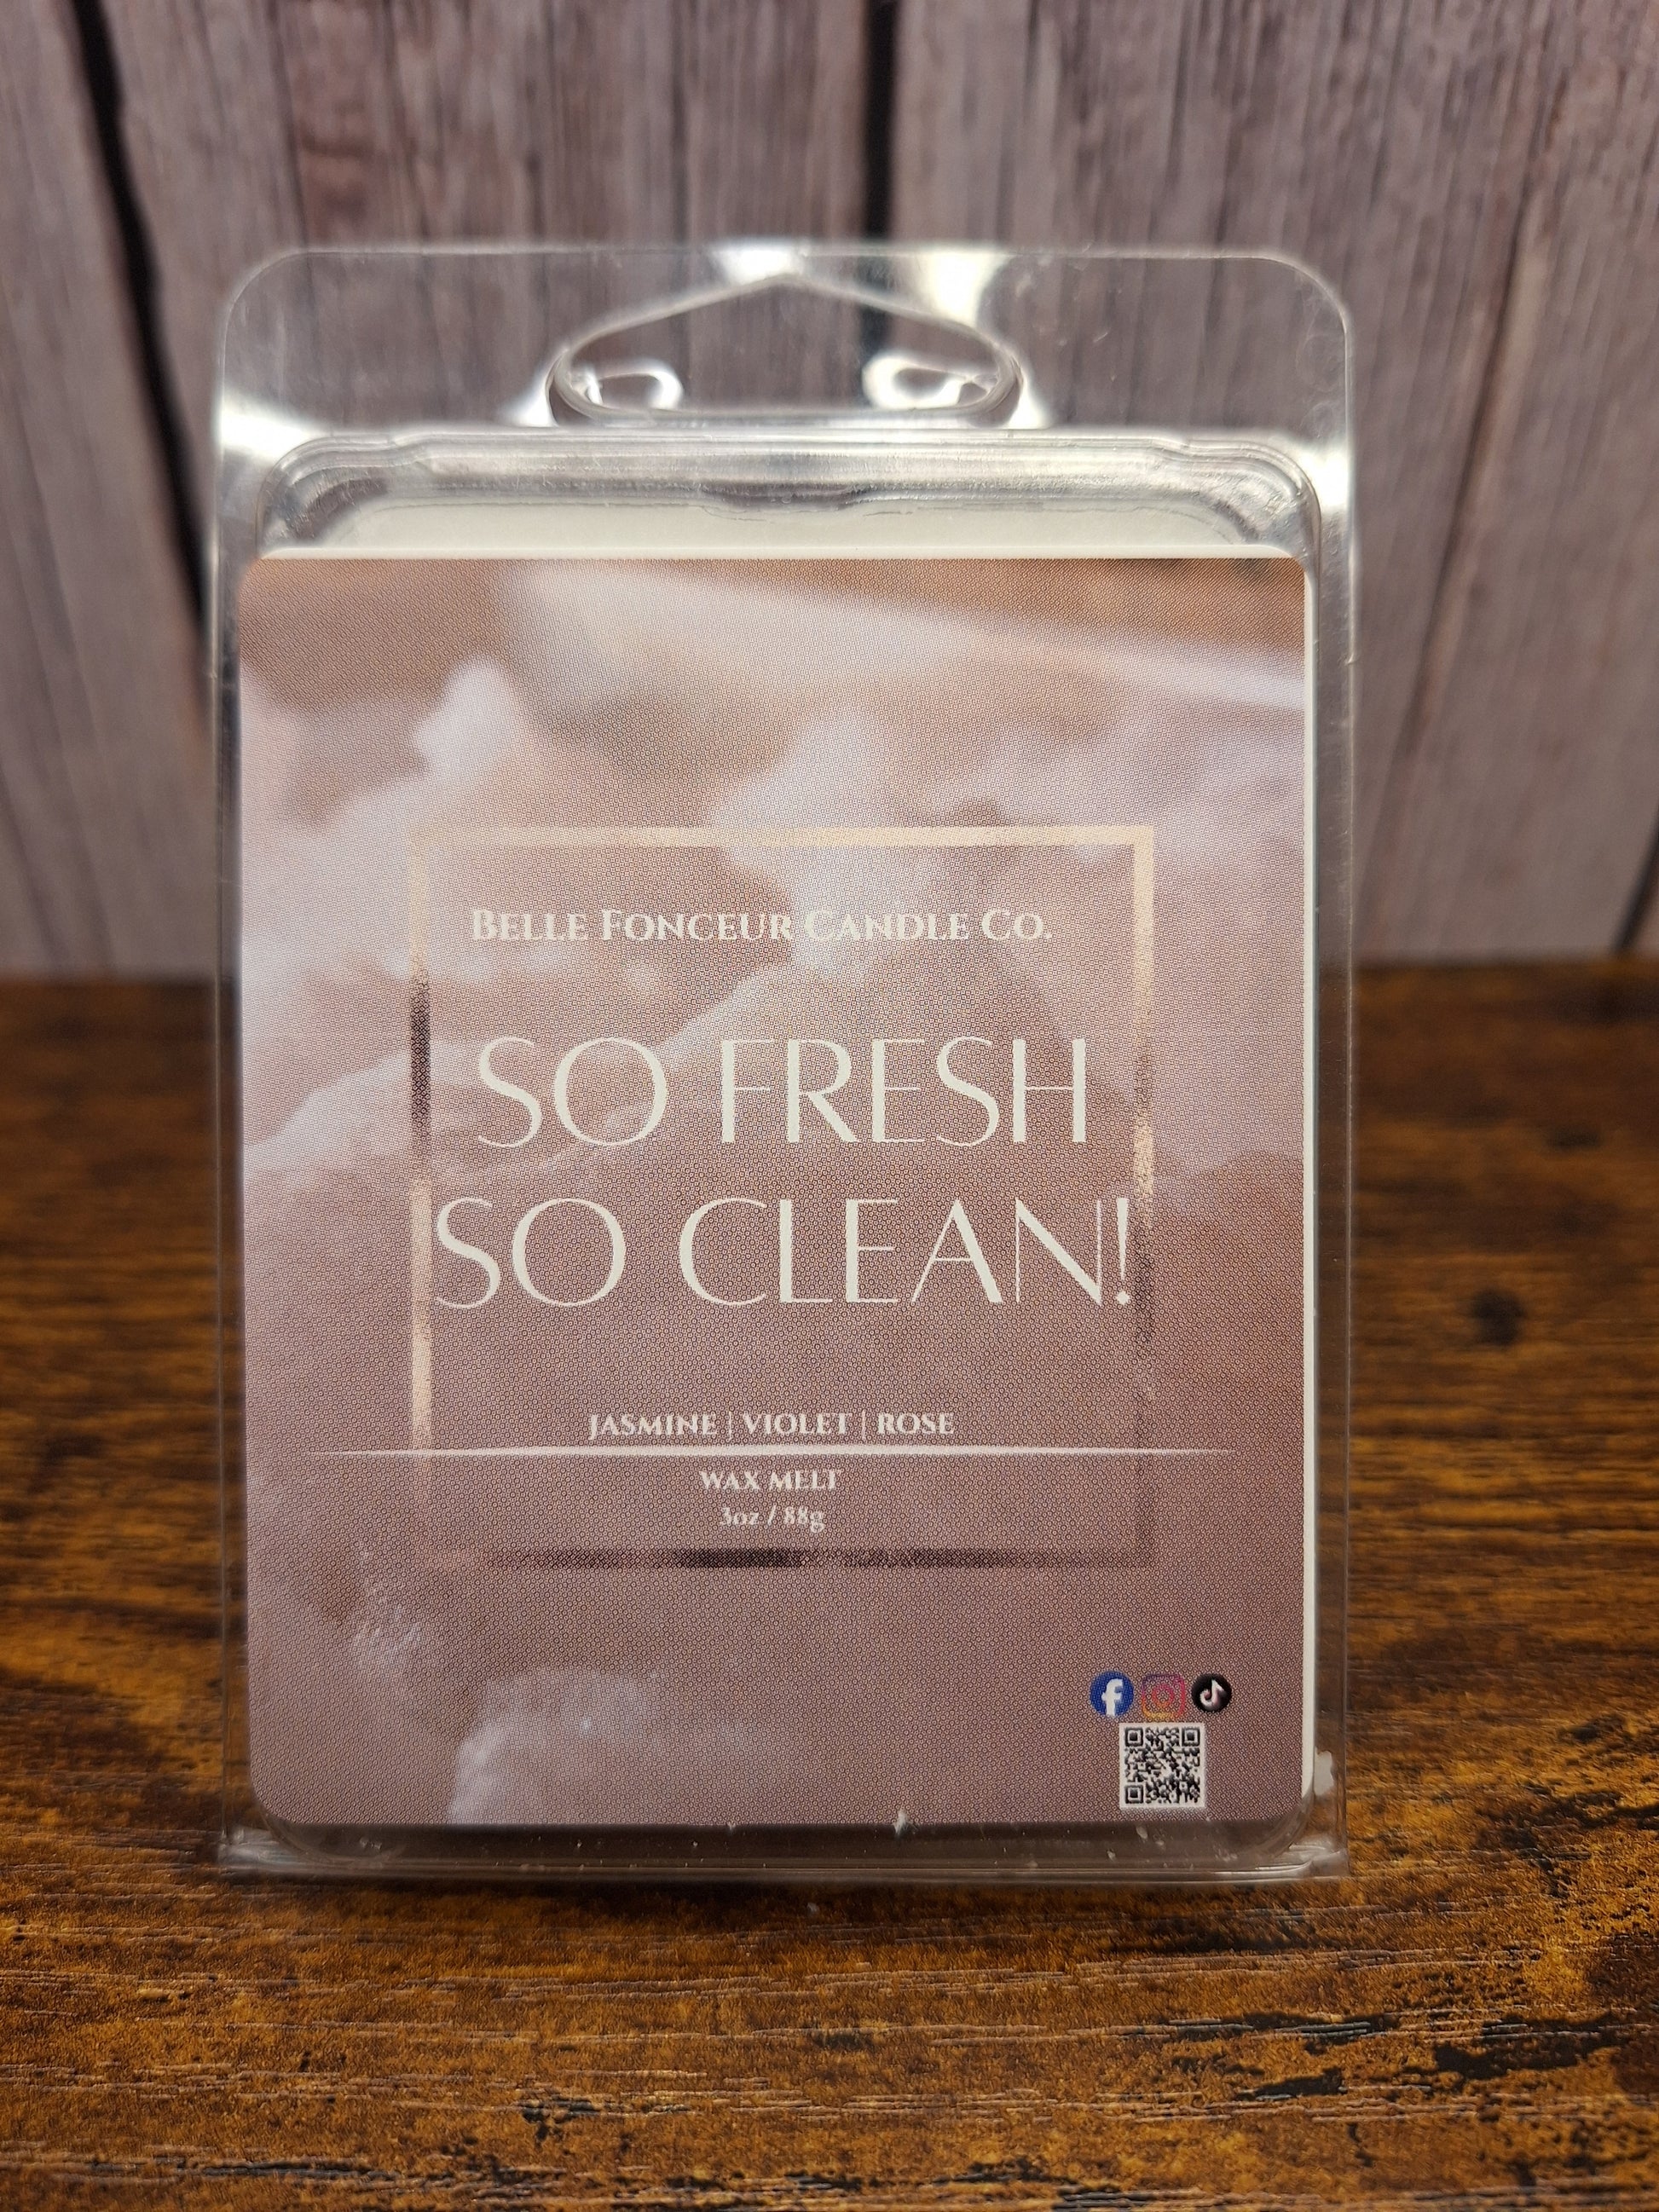 BELLE FONCEUR CANDLE CO.
SO FRESH
SO CLEAN!
JASMINE | VIOLET | ROSE
WAX MELT
3oz / 88g